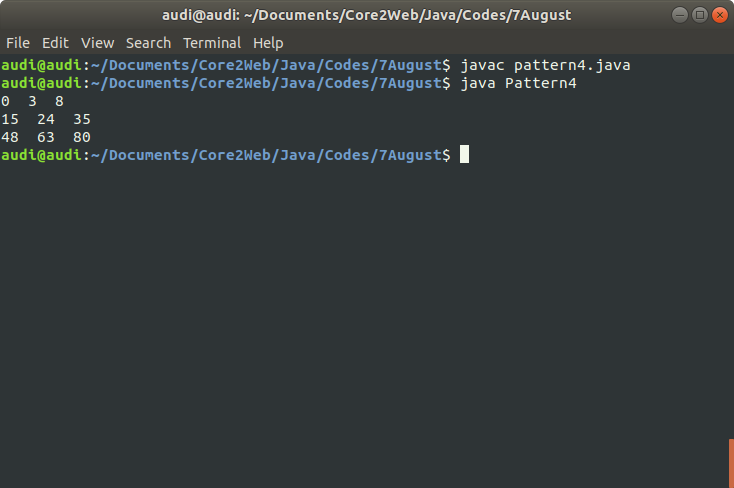 audi@audi: ~/Documents/Core2Web/Java/Codes/7August
File Edit View Search Terminal Help
audi@audi:~/Documents/Core2Web/Java/Codes/7August$ javac pattern4.java
audi@audi:~/Documents/Core2Web/Java/Codes/7August$ java Pattern4
0  3  8
15  24  35
48  63  80
audi@audi:~/Documents/Core2Web/Java/Codes/7August$